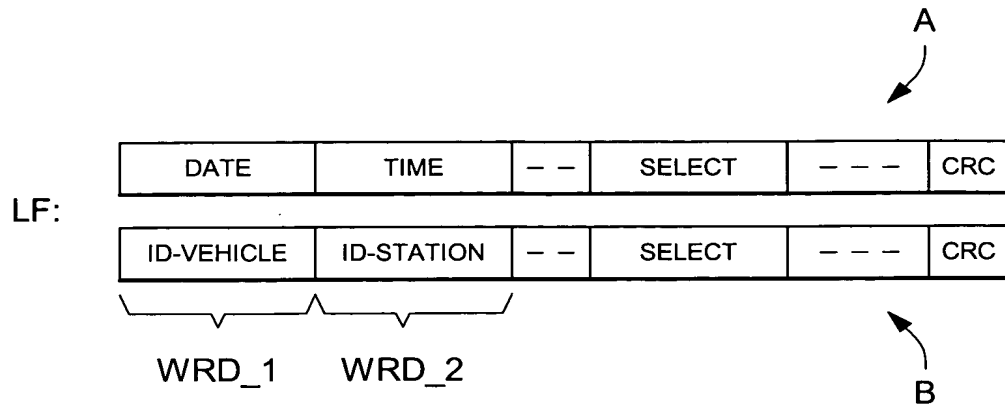 A
DATE TIME – – SELECT – – – CRC
LF:
ID-VEHICLE ID-STATION – – SELECT – – – CRC
WRD_1 WRD_2
B